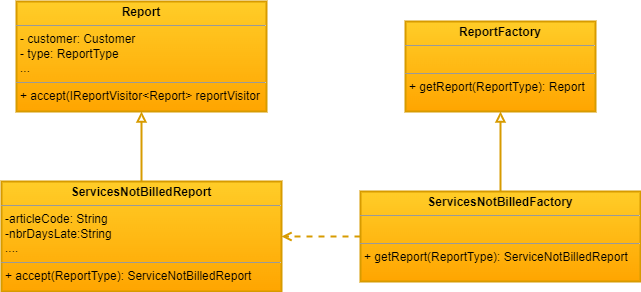 Report
- customer: Customer
- type: ReportType
...
+ accept(IReportVisitor<Report> reportVisitor
ReportFactory
+ getReport(ReportType): Report
ServicesNotBilledReport
-articleCode: String
-nbrDaysLate:String
....
+ accept(ReportType): ServiceNotBilledReport
ServicesNotBilledFactory
+ getReport(ReportType): ServiceNotBilledReport